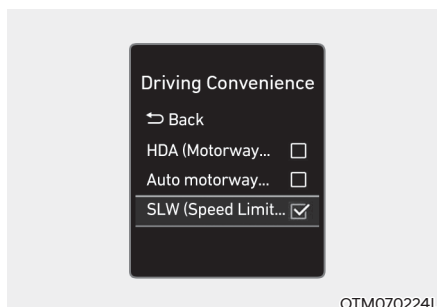 Driving Convenience
Back
HDA (Motorway...
Auto motorway...
SLW (Speed Limit...
OTM070224L